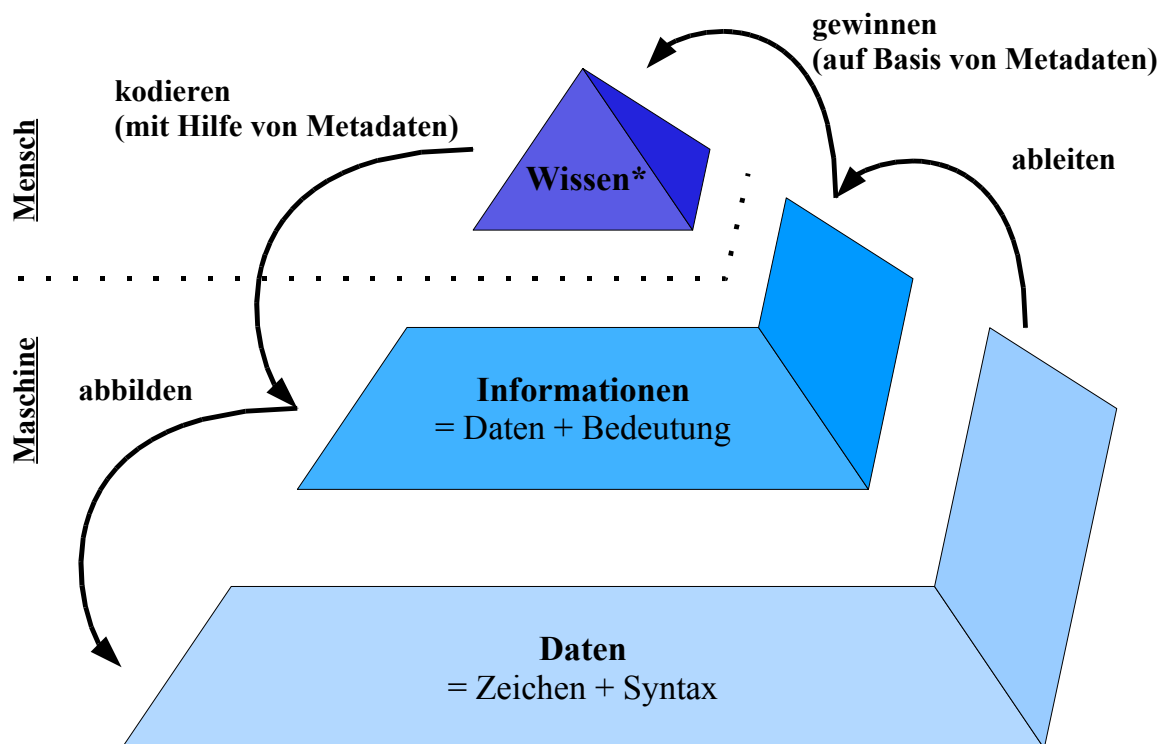 gewinnen
(auf Basis von Metadaten)
kodieren
(mit Hilfe von Metadaten)
ableiten
Mensch
Wissen*
Maschine
abbilden
Informationen
= Daten + Bedeutung
Daten
= Zeichen + Syntax